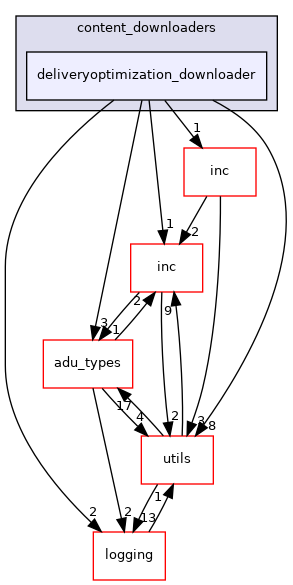 content_downloaders
deliveryoptimization_downloader
1
inc
1
2
inc
2
9
3
1
adu_types
17
4
2
3
8
utils
2
2
13
1
logging